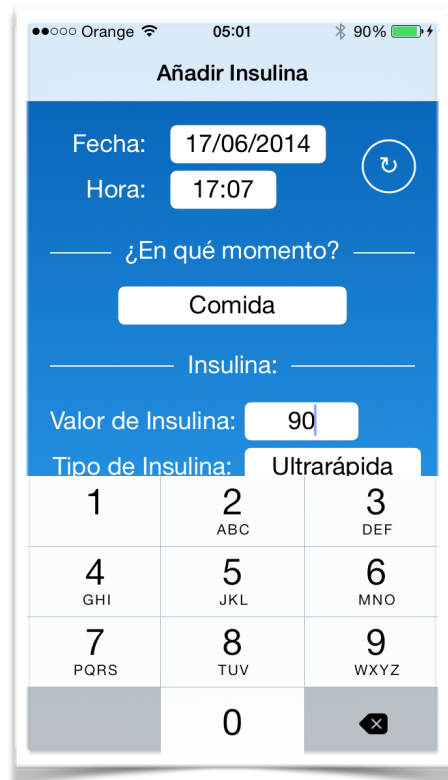 Orange 05:01 90%
Añadir Insulina
Fecha: 17/06/2014
Hora: 17:07
¿En qué momento?
Comida
Insulina:
Valor de Insulina: 90
Tipo de Insulina: Ultrarápida
1 2 3
ABC DEF
4 5 6
GHI JKL MNO
7 8 9
PQRS TUV WXYZ
0